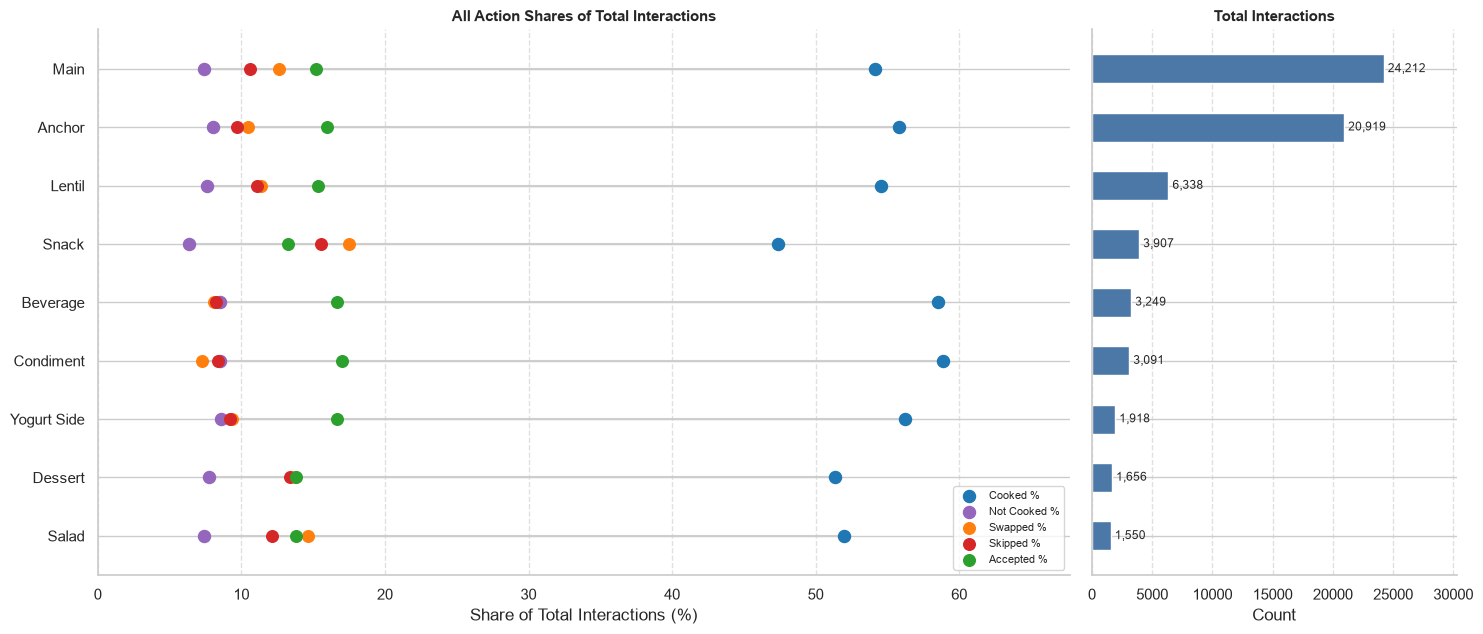 All Action Shares of Total Interactions
Main
Anchor
Lentil
Snack
Beverage
Condiment
Yogurt Side
Dessert
Salad
Cooked %
Not Cooked %
Swapped %
Skipped %
Accepted %
0 10 20 30 40 50 60
Share of Total Interactions (%)
Total Interactions
24,212
20,919
6,338
3,907
3,249
3,091
1,918
1,656
1,550
0 5000 10000 15000 20000 25000 30000
Count